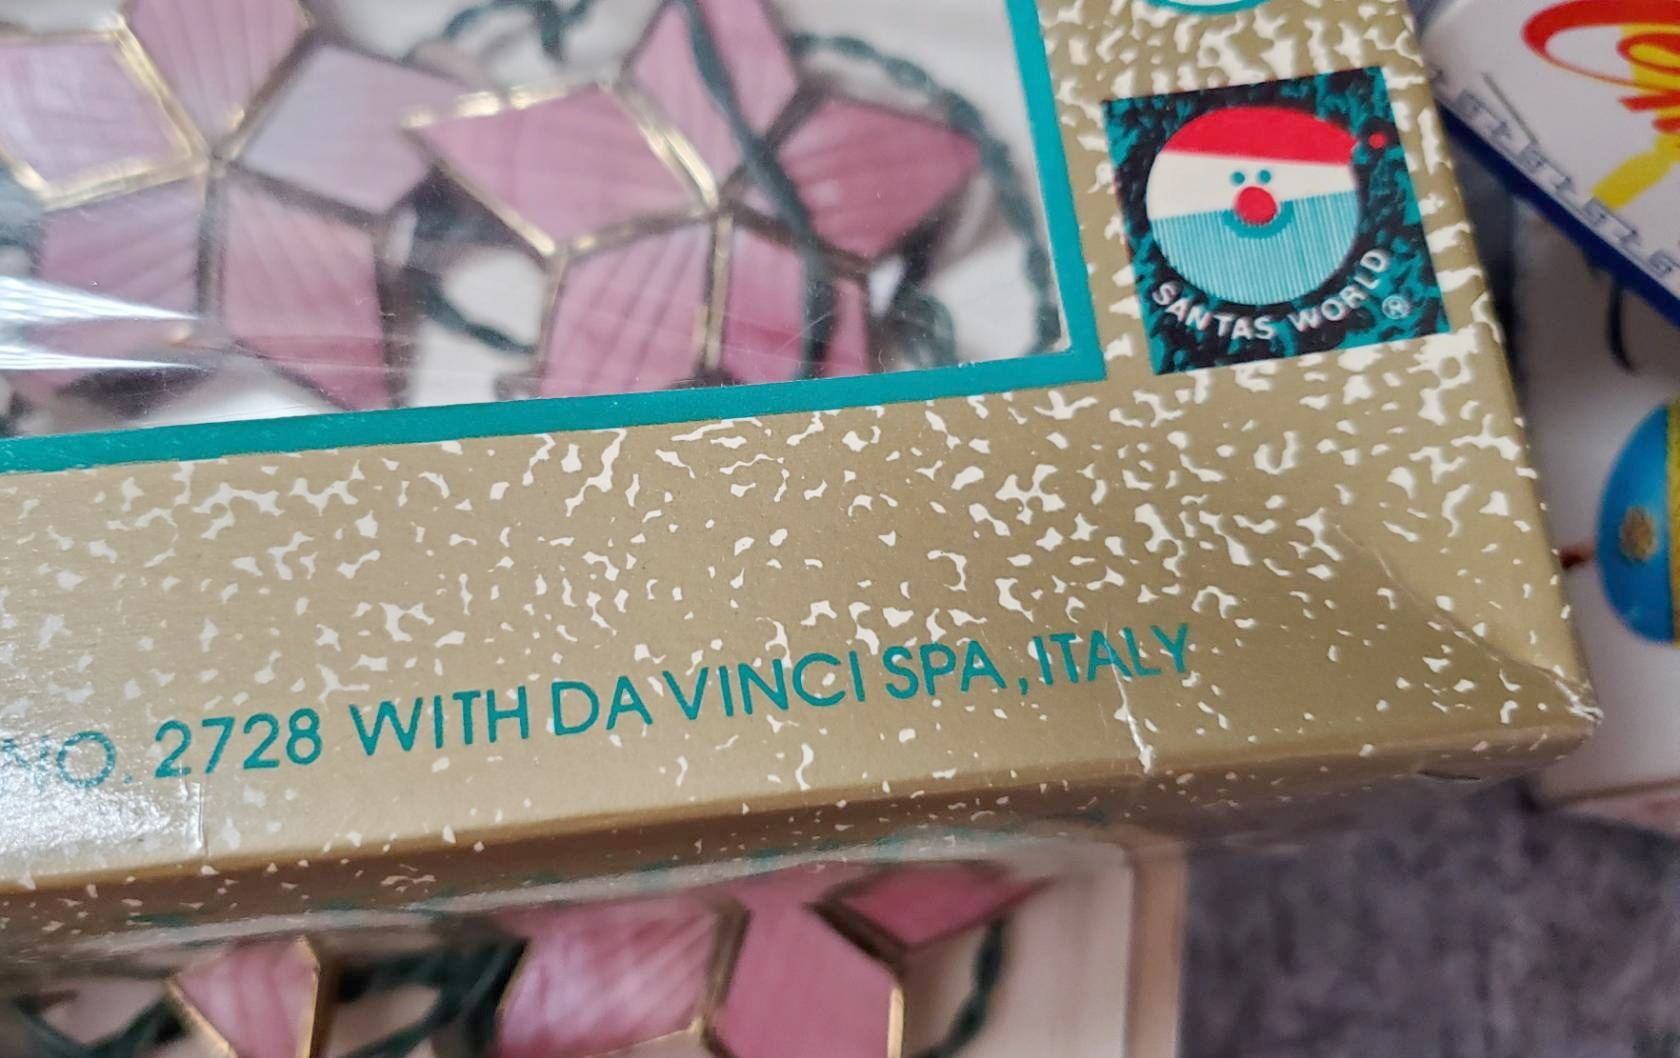 SANTAS WORLD ®
NO. 2728 WITH DA VINCI SPA, ITALY